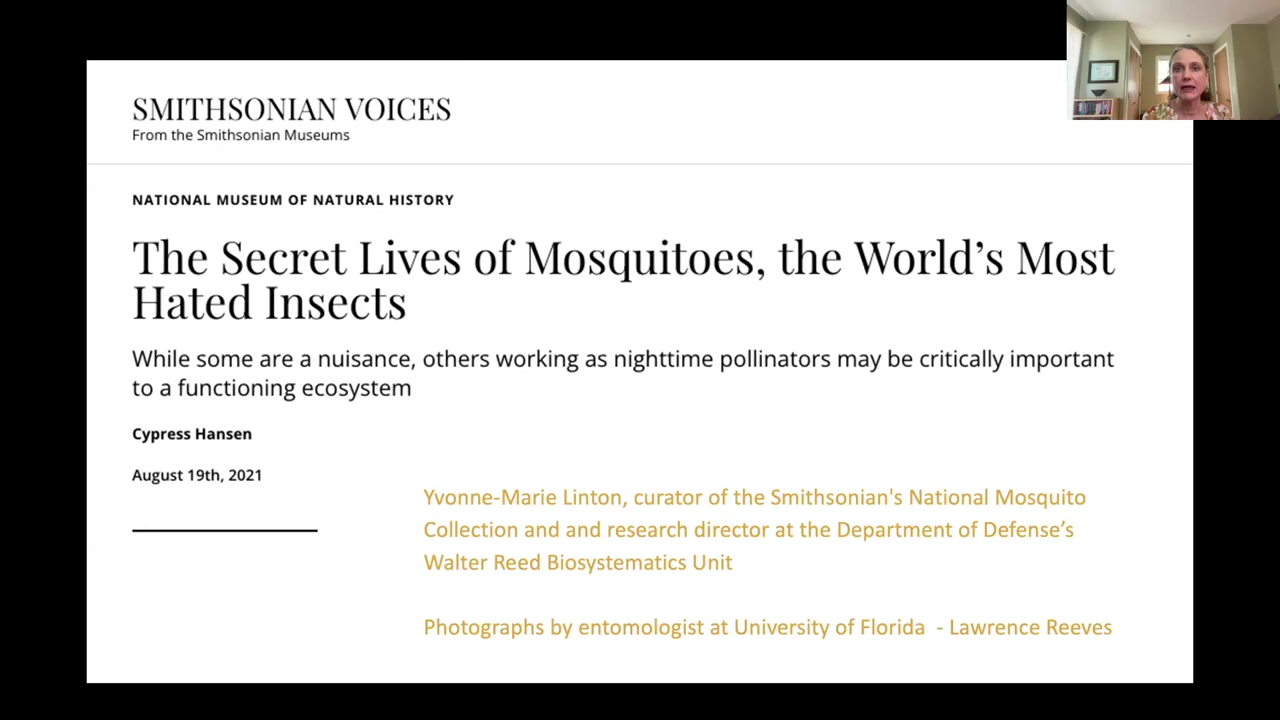 SMITHSONIAN VOICES
From the Smithsonian Museums
NATIONAL MUSEUM OF NATURAL HISTORY
The Secret Lives of Mosquitoes, the World’s Most
Hated Insects
While some are a nuisance, others working as nighttime pollinators may be critically important
to a functioning ecosystem
Cypress Hansen
August 19th, 2021
Yvonne-Marie Linton, curator of the Smithsonian's National Mosquito
Collection and and research director at the Department of Defense’s
Walter Reed Biosystematics Unit
Photographs by entomologist at University of Florida - Lawrence Reeves